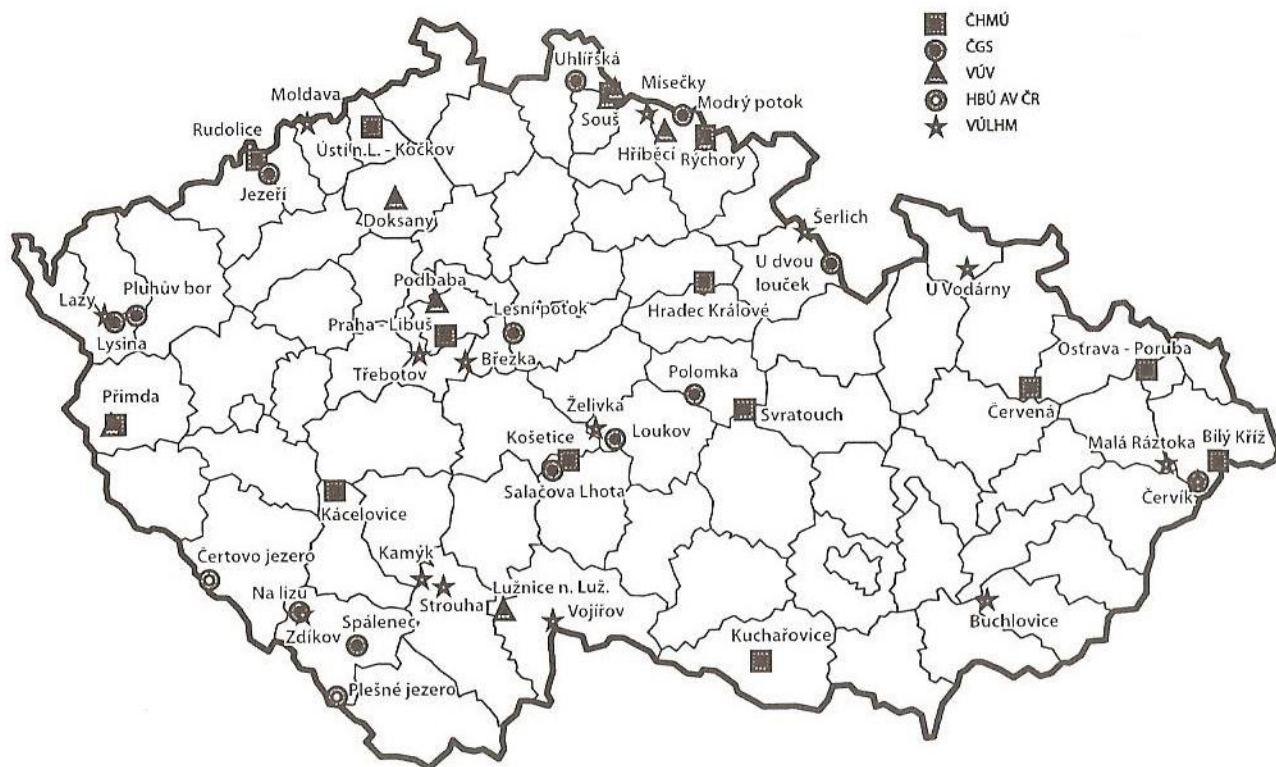 ČHMÚ
ČGS
VÚV
HBÚ AV ČR
VÚLHM
Uhlířská
Mísečky
Moldava
Modrý potok
Rudolice
Souš
Ústí n.L. - Kočkov
Hříběcí
Rýchory
Jezeří
Doksany
Šerlich
U dvou
louček
U Vodárny
Pluhův bor
Podbaba
Lazy
Lesní potok
Hradec Králové
Praha-Libuš
Lysina
Břežka
Ostrava - Poruba
Třebotov
Polomka
Přimda
Želivka
Svratouch
Červená
Košetice
Loukov
Malá Ráztoka
Bílý Kříž
Salačova Lhota
Červík
Kácelovice
Čertovo jezero
Kamýk
Na lizu
Lužnice n. Luž.
Strouha
Vojířov
Zdíkov
Spálenec
Buchlovice
Kuchařovice
Plešné jezero